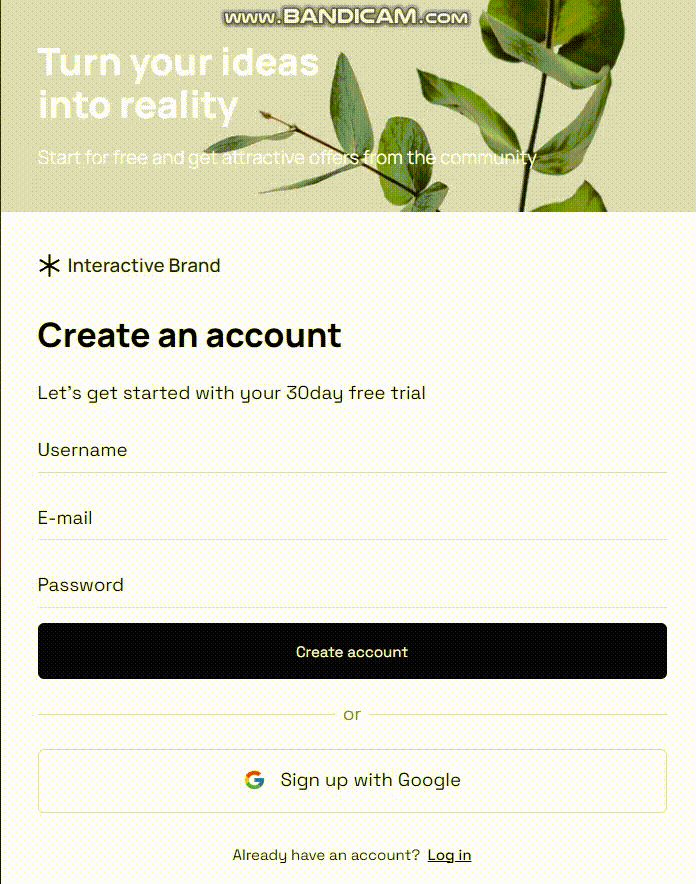 www.BANDICAM.com
Turn your ideas
into reality
Start for free and get attractive offers from the community
Interactive Brand
Create an account
Let's get started with your 30day free trial
Username
E-mail
Password
Create account
or
Sign up with Google
Already have an account? Log in